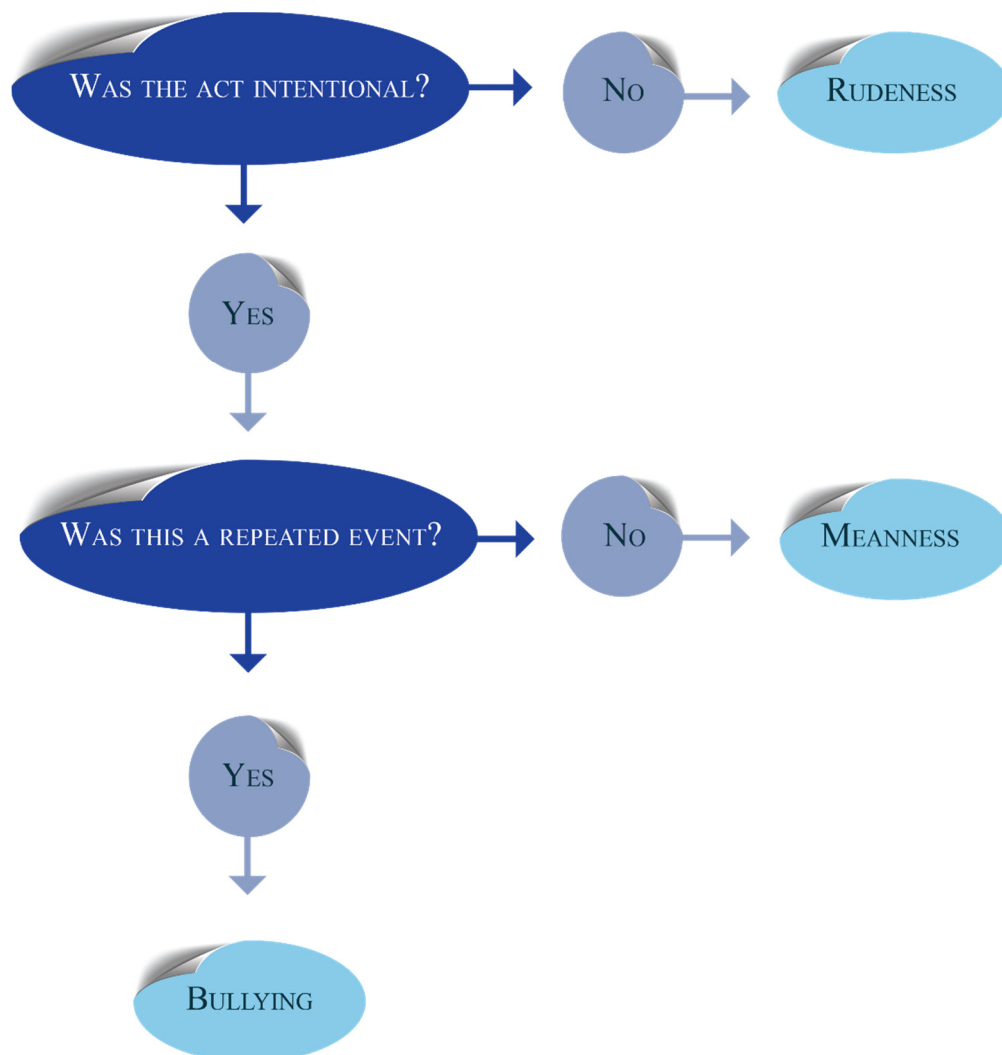 Was the act intentional?
No
Rudeness
Yes
Was this a repeated event?
No
Meanness
Yes
Bullying